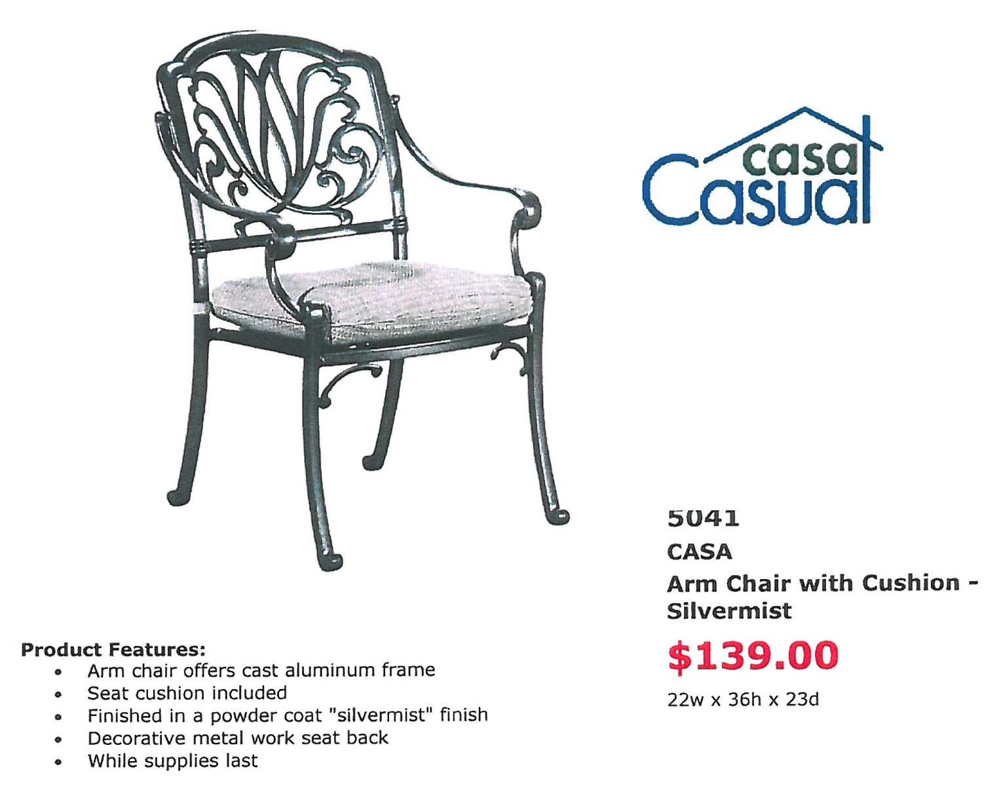 casa
Casual
5041
CASA
Arm Chair with Cushion -
Silvermist
$139.00
22w x 36h x 23d
Product Features:
• Arm chair offers cast aluminum frame
• Seat cushion included
• Finished in a powder coat "silvermist" finish
• Decorative metal work seat back
• While supplies last